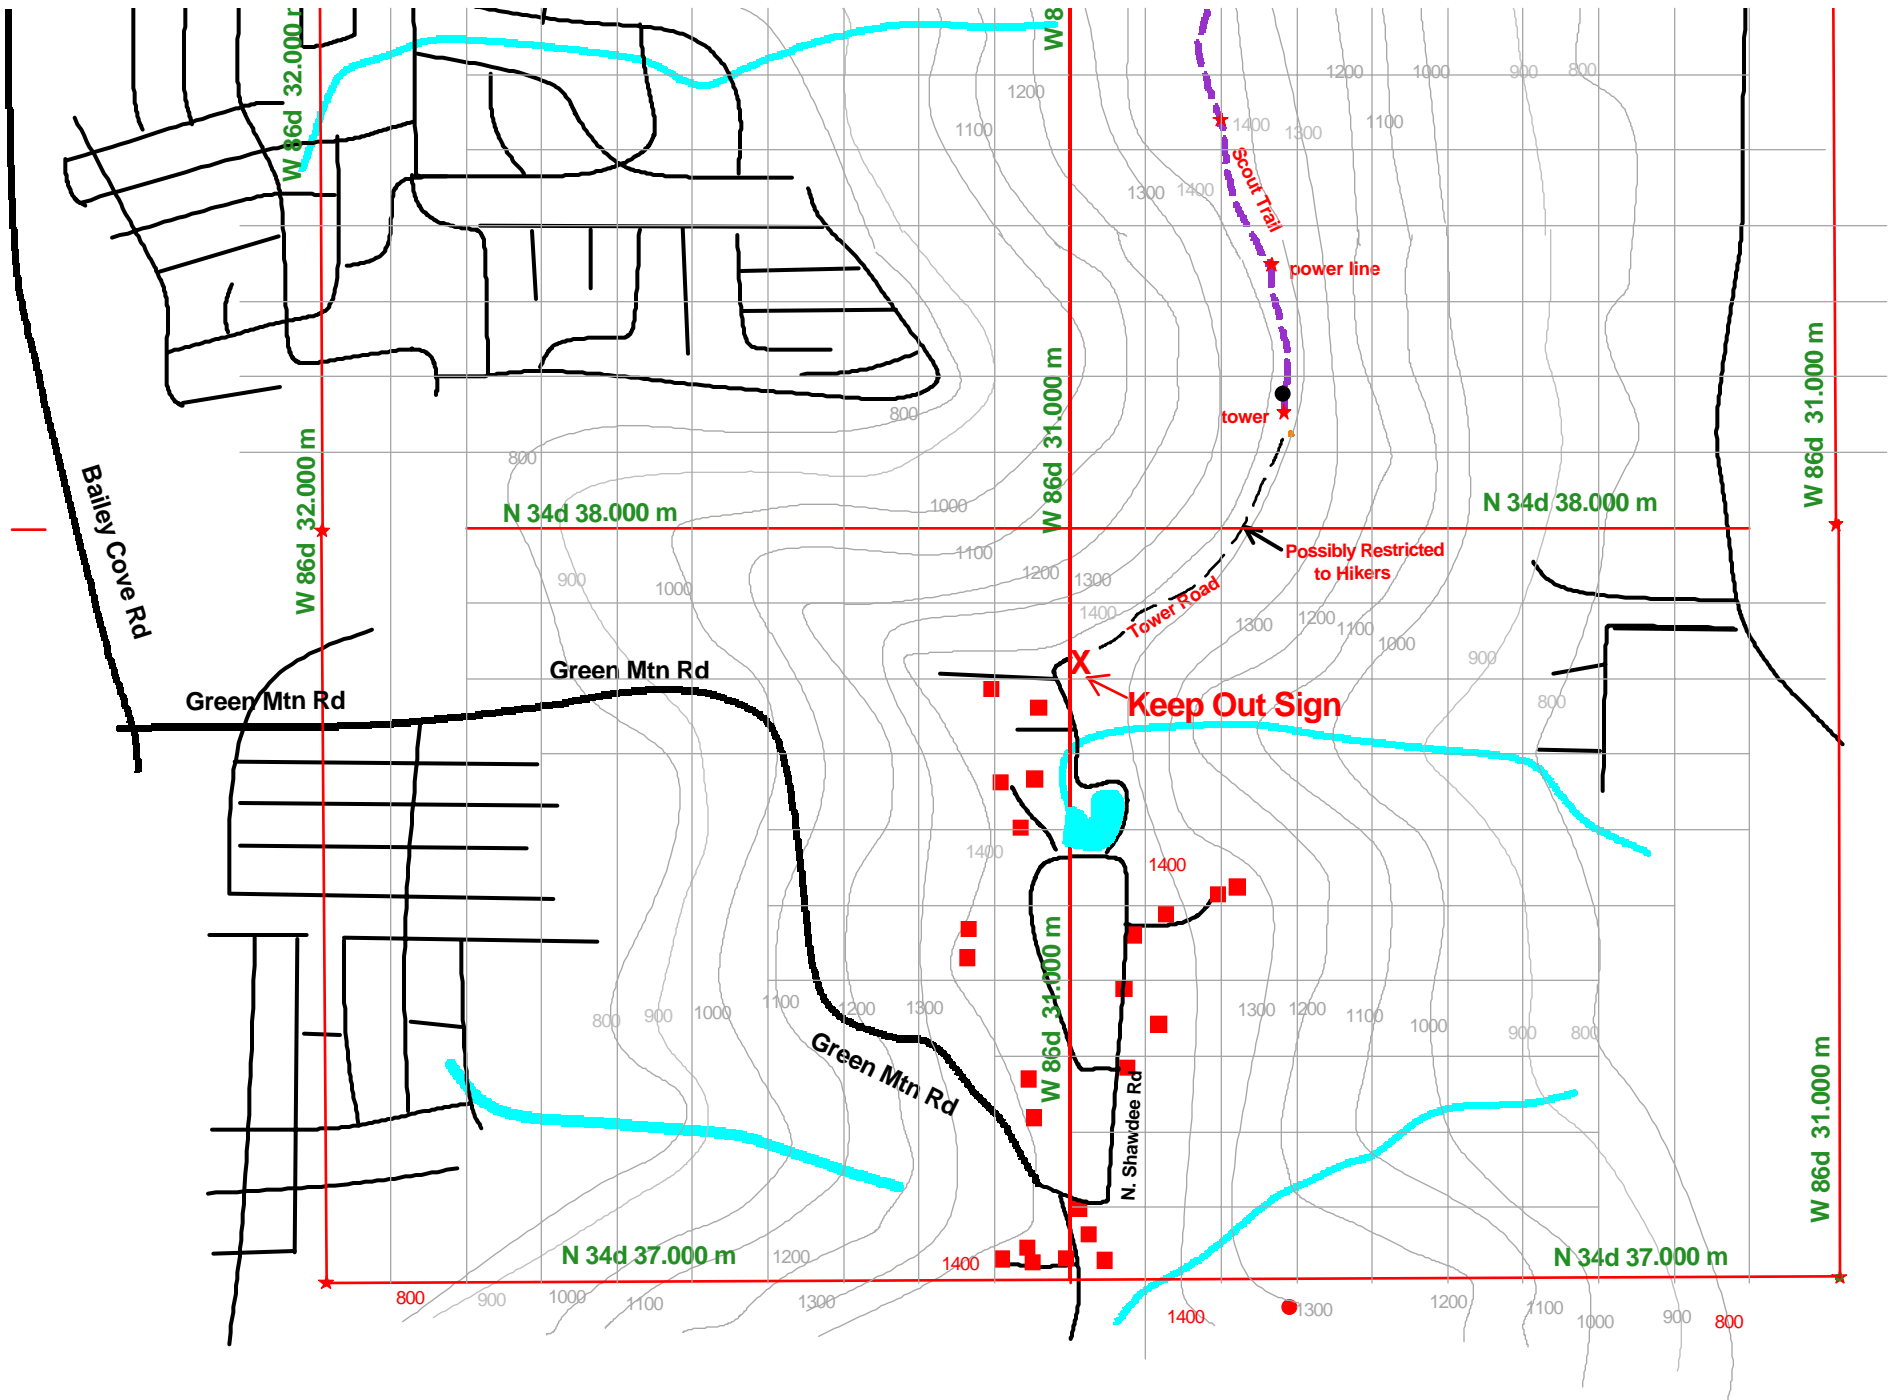 W 86d 32.000 m
W 8
1200
1000
900
800
1200
1100
1400
1300
1100
Scout Trail
1300
1400
power line
W 86d 31.000 m
W 86d 31.000 m
800
tower
800
Bailey Cove Rd
W 86d 32.000 m
N 34d 38.000 m
1000
N 34d 38.000 m
1100
Possibly Restricted
to Hikers
900
1000
1200
1300
1400
Tower Road
1300
1200
1100
1000
900
X
Green Mtn Rd
Green Mtn Rd
Keep Out Sign
800
1400
1400
W 86d 31.000 m
800
900
1000
1100
1200
1300
1300
1200
1100
1000
900
800
Green Mtn Rd
N. Shawdee Rd
W 86d 31.000 m
N 34d 37.000 m
1200
1400
N 34d 37.000 m
800
900
1000
1100
1300
1400
1300
1200
1100
1000
900
800